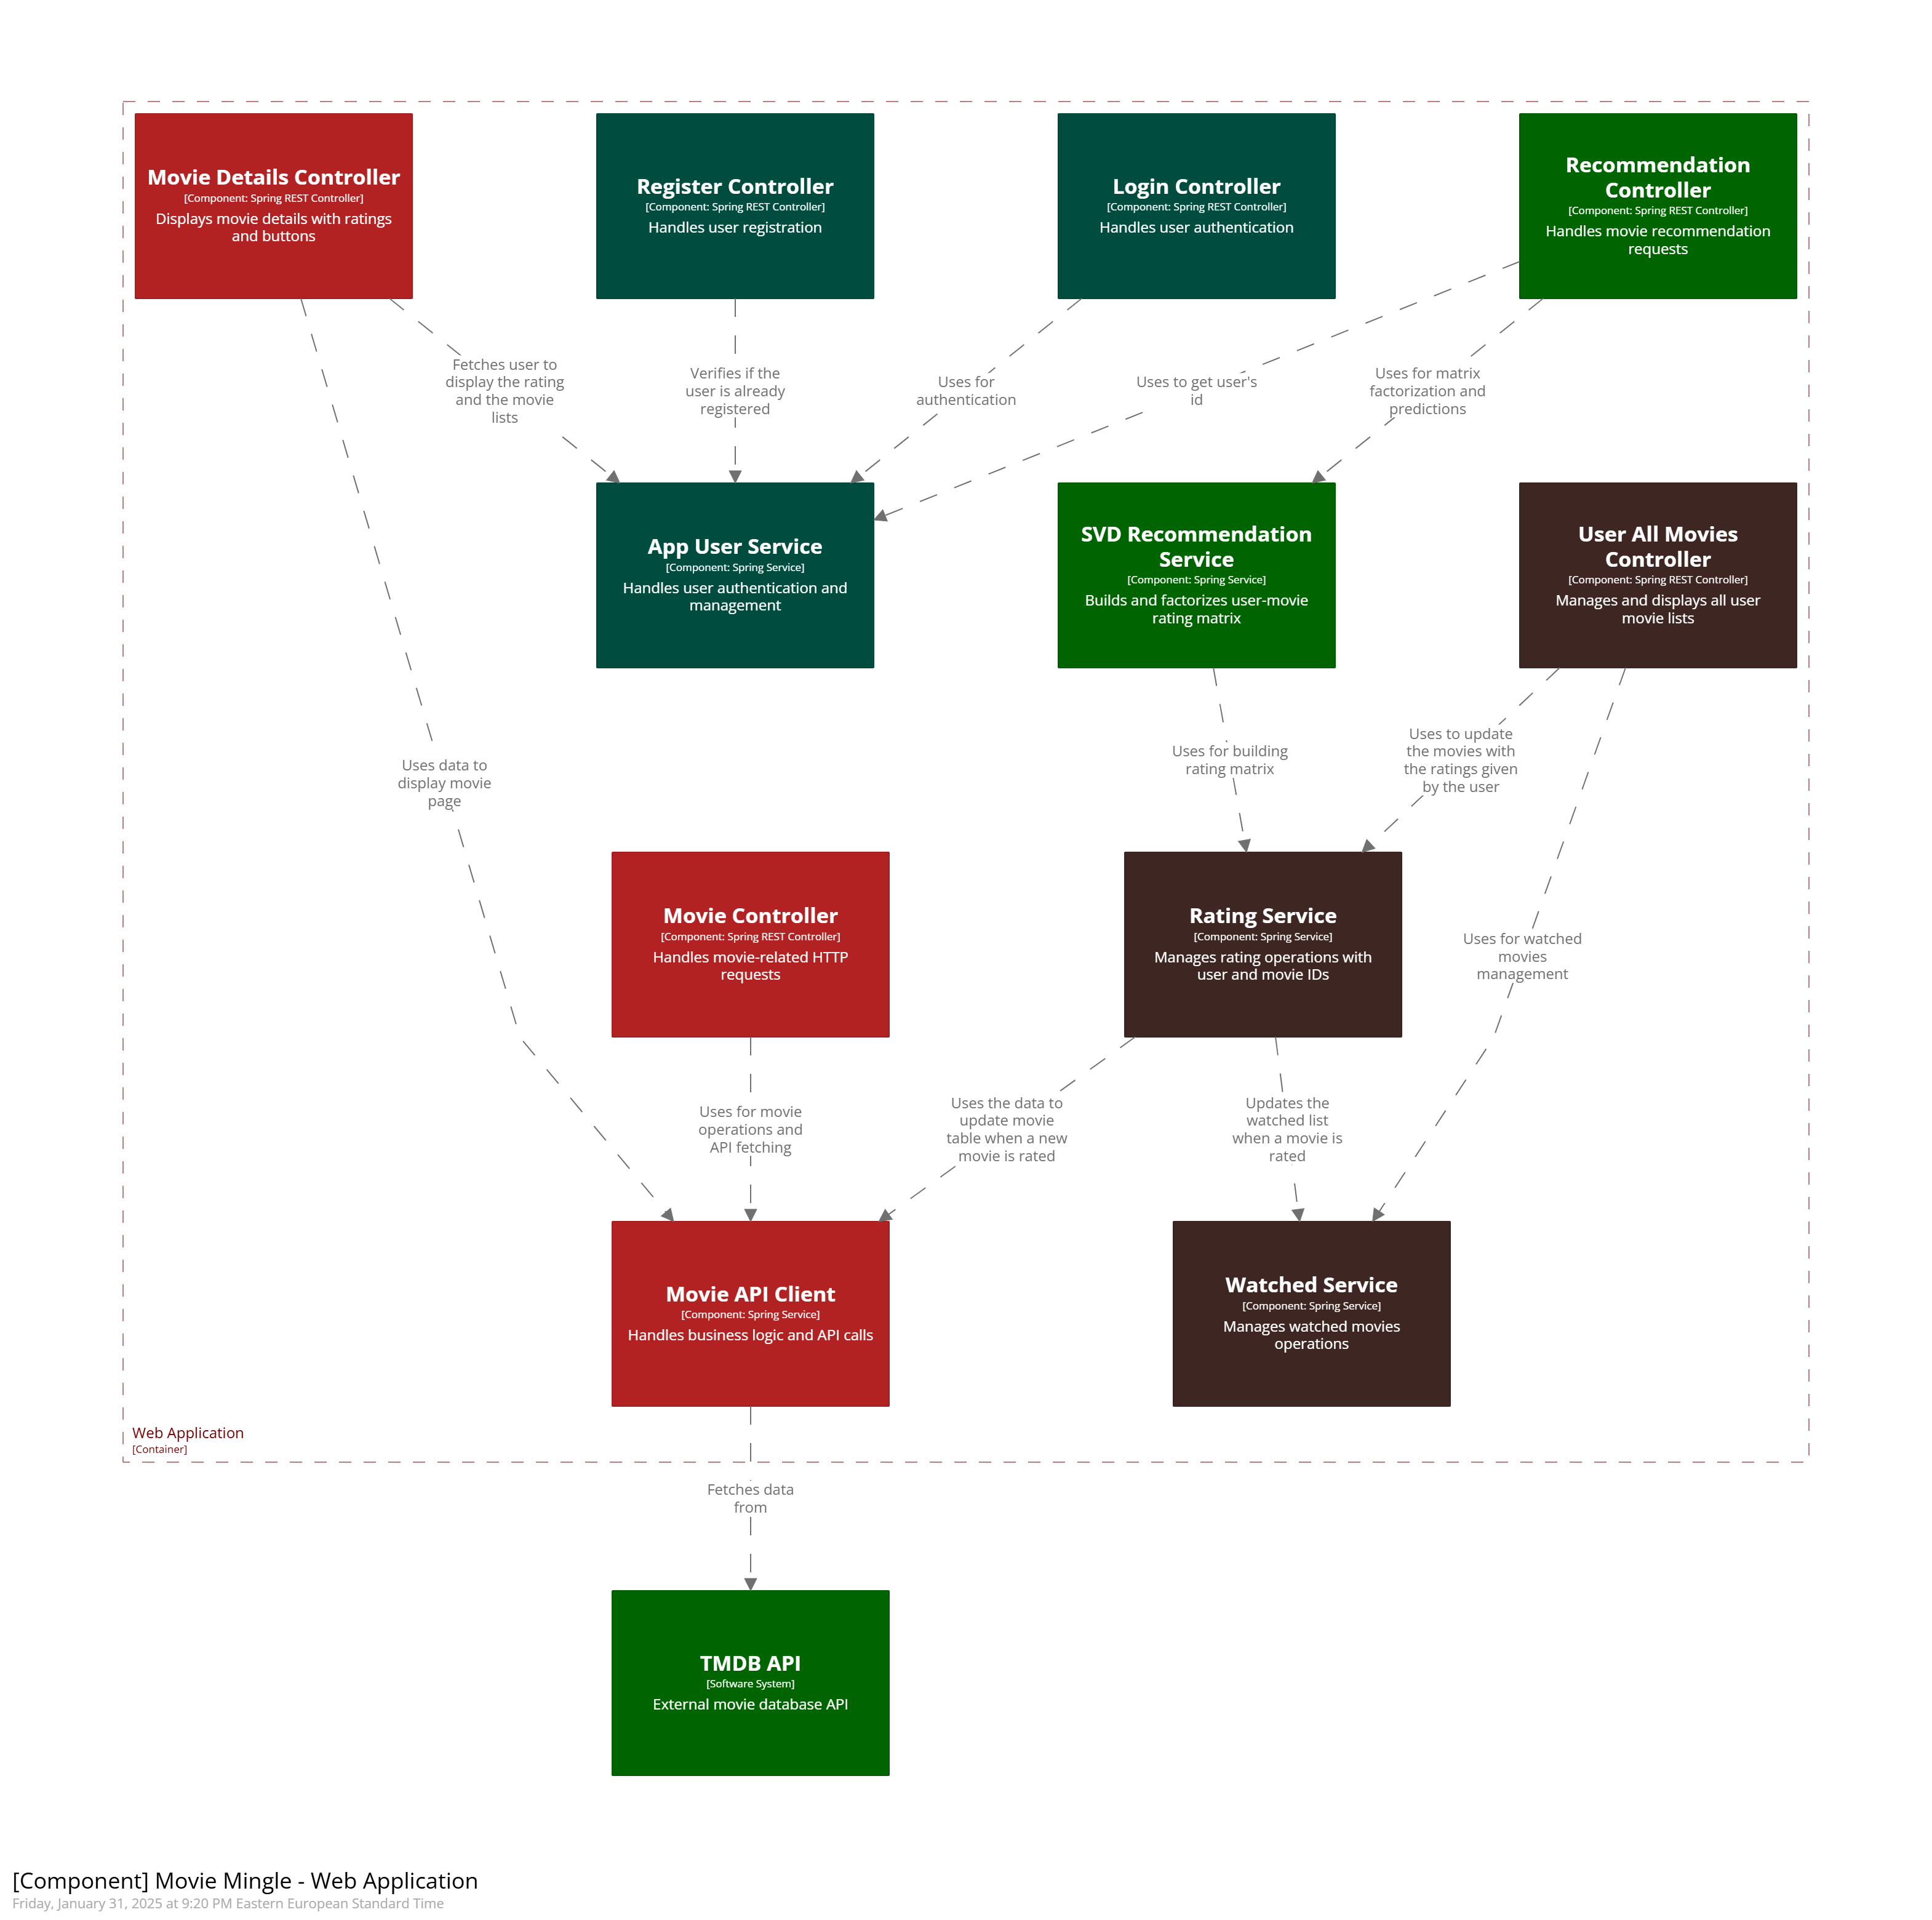 Movie Details Controller
[Component: Spring REST Controller]
Displays movie details with ratings
and buttons
Register Controller
[Component: Spring REST Controller]
Handles user registration
Login Controller
[Component: Spring REST Controller]
Handles user authentication
Recommendation
Controller
[Component: Spring REST Controller]
Handles movie recommendation
requests
Fetches user to
display the rating
and the movie
lists
Verifies if the
user is already
registered
Uses for
authentication
Uses to get user's
id
Uses for matrix
factorization and
predictions
App User Service
[Component: Spring Service]
Handles user authentication and
management
SVD Recommendation
Service
[Component: Spring Service]
Builds and factorizes user-movie
rating matrix
User All Movies
Controller
[Component: Spring REST Controller]
Manages and displays all user
movie lists
Uses data to
display movie
page
Uses for building
rating matrix
Uses to update
the movies with
the ratings given
by the user
Movie Controller
[Component: Spring REST Controller]
Handles movie-related HTTP
requests
Rating Service
[Component: Spring Service]
Manages rating operations with
user and movie IDs
Uses for watched
movies
management
Uses for movie
operations and
API fetching
Uses the data to
update movie
table when a new
movie is rated
Updates the
watched list
when a movie is
rated
Movie API Client
[Component: Spring Service]
Handles business logic and API calls
Watched Service
[Component: Spring Service]
Manages watched movies
operations
Web Application
[Container]
Fetches data
from
TMDB API
[Software System]
External movie database API
[Component] Movie Mingle - Web Application
Friday, January 31, 2025 at 9:20 PM Eastern European Standard Time